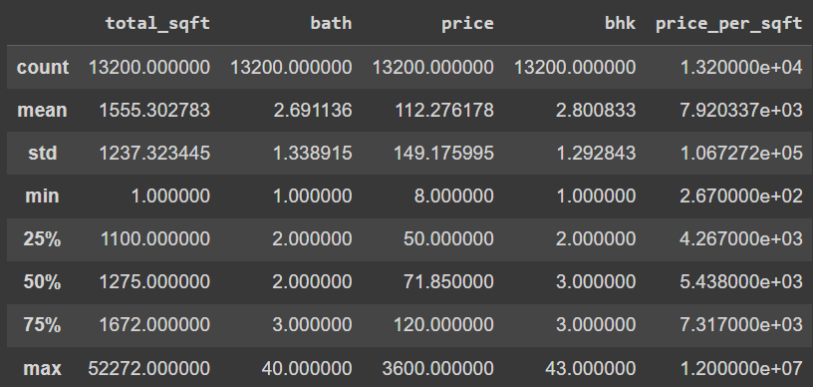 total_sqft bath price bhk price_per_sqft
count 13200.000000 13200.000000 13200.000000 13200.000000 1.320000e+04
mean 1555.302783 2.691136 112.276178 2.800833 7.920337e+03
std 1237.323445 1.338915 149.175995 1.292843 1.067272e+05
min 1.000000 1.000000 8.000000 1.000000 2.670000e+02
25% 1100.000000 2.000000 50.000000 2.000000 4.267000e+03
50% 1275.000000 2.000000 71.850000 3.000000 5.438000e+03
75% 1672.000000 3.000000 120.000000 3.000000 7.317000e+03
max 52272.000000 40.000000 3600.000000 43.000000 1.200000e+07